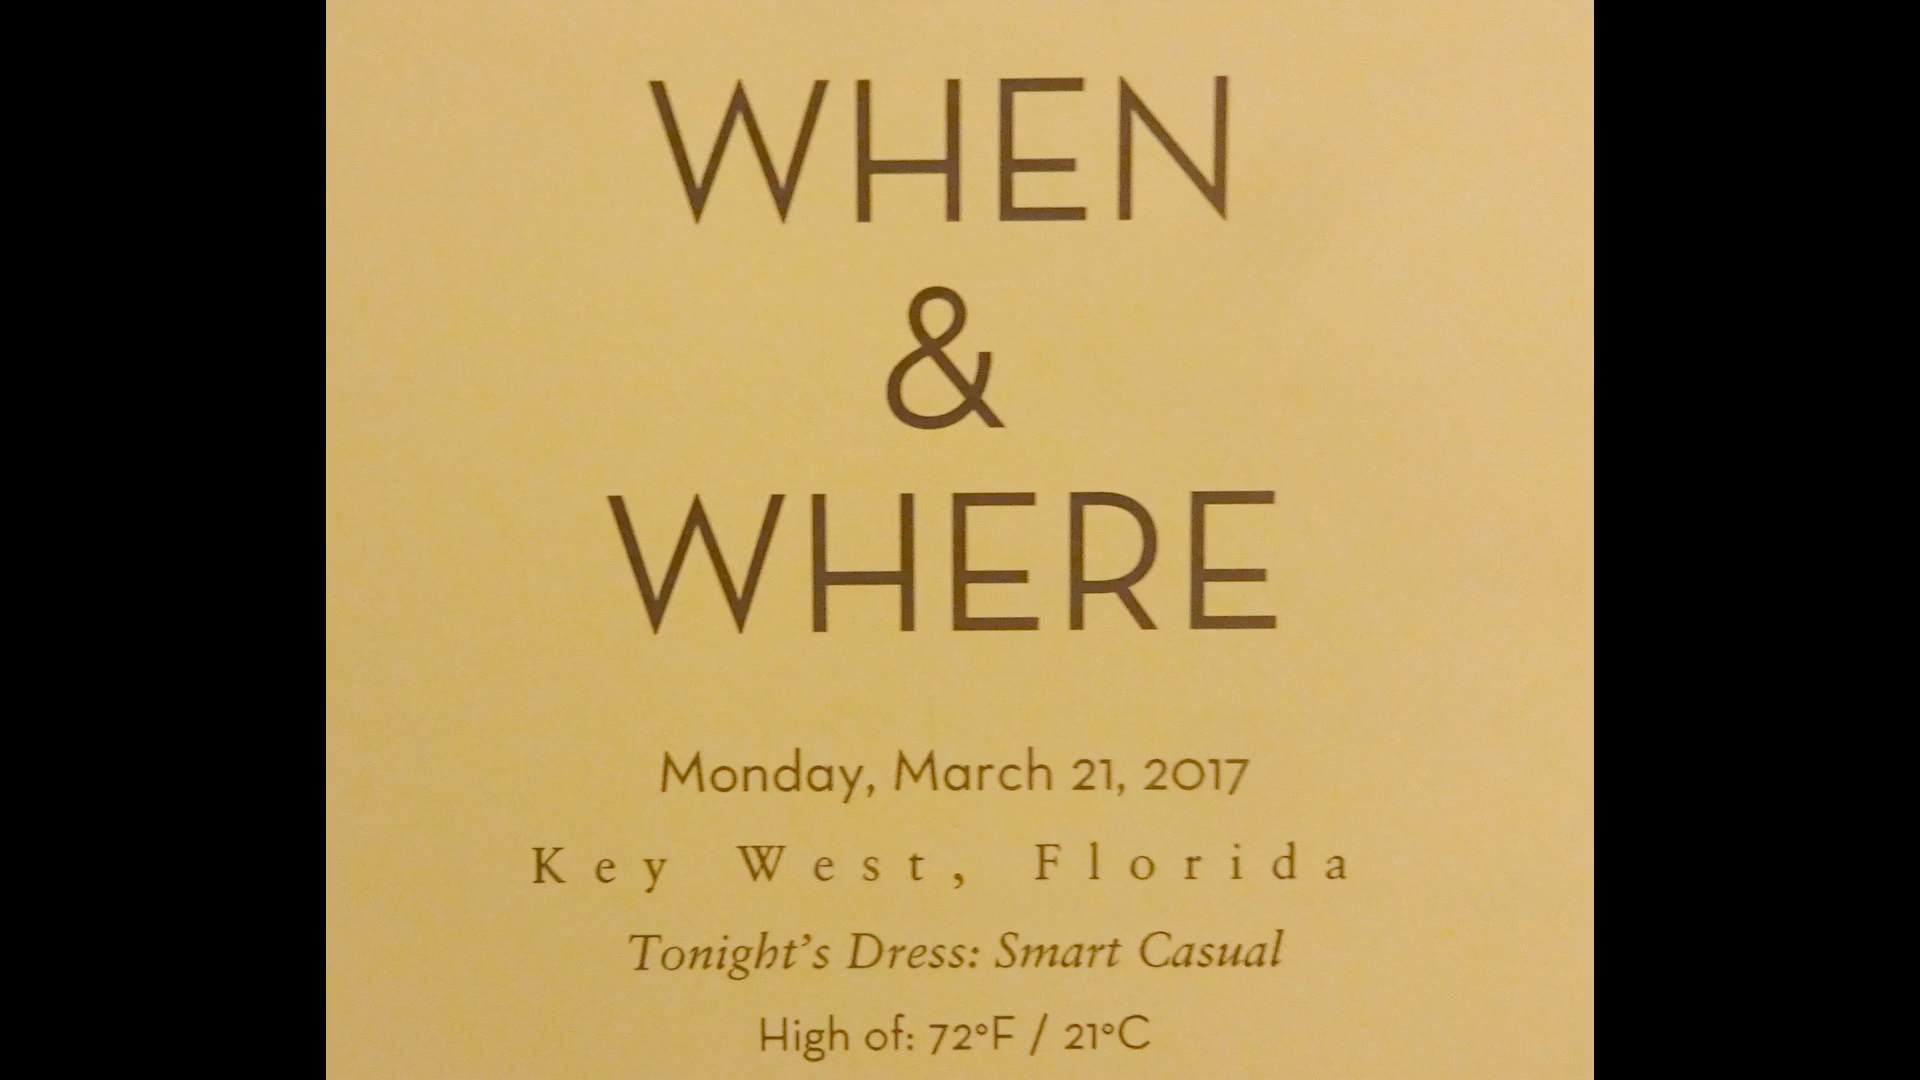 WHEN
&
WHERE
Monday, March 21, 2017
Key West, Florida
Tonight's Dress: Smart Casual
High of: 72°F / 21°C